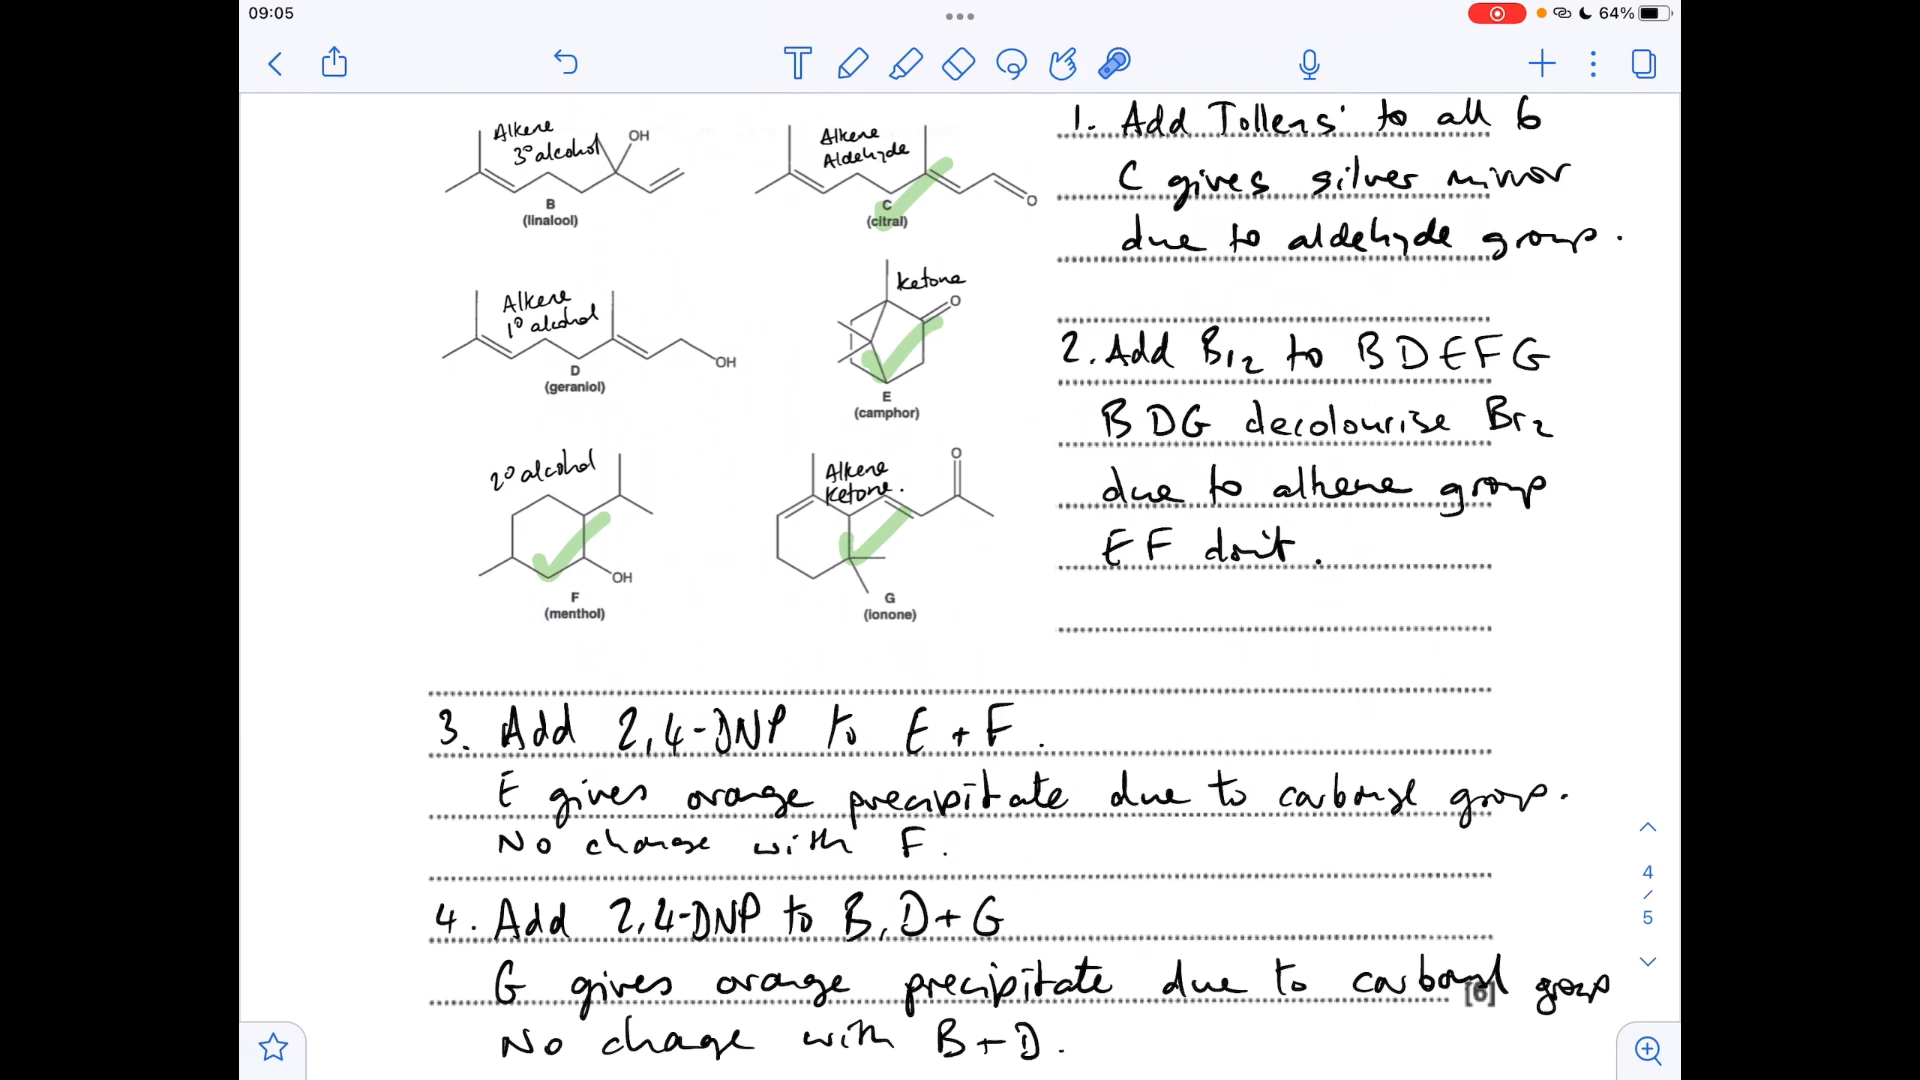 09:05
64%
Alkene
3° alcohol
OH
B
(linalool)
Alkene
Aldehyde
O
C
(citral)
1. Add Tollens' to all 6
C gives silver mirror
due to aldehyde group.
Alkene
1° alcohol
OH
D
(geraniol)
Ketone
O
E
(camphor)
2. Add Br2 to B D E F G
B D G decolourise Br2
due to alkene group
E F don't.
2° alcohol
OH
F
(menthol)
Alkene
Ketone.
O
G
(ionone)
3. Add 2,4-DNP to E + F.
E gives orange precipitate due to carbonyl group.
No change with F.
4. Add 2,4-DNP to B, D + G
G gives orange precipitate due to carbonyl group
[6]
No change with B + D.
4
/
5